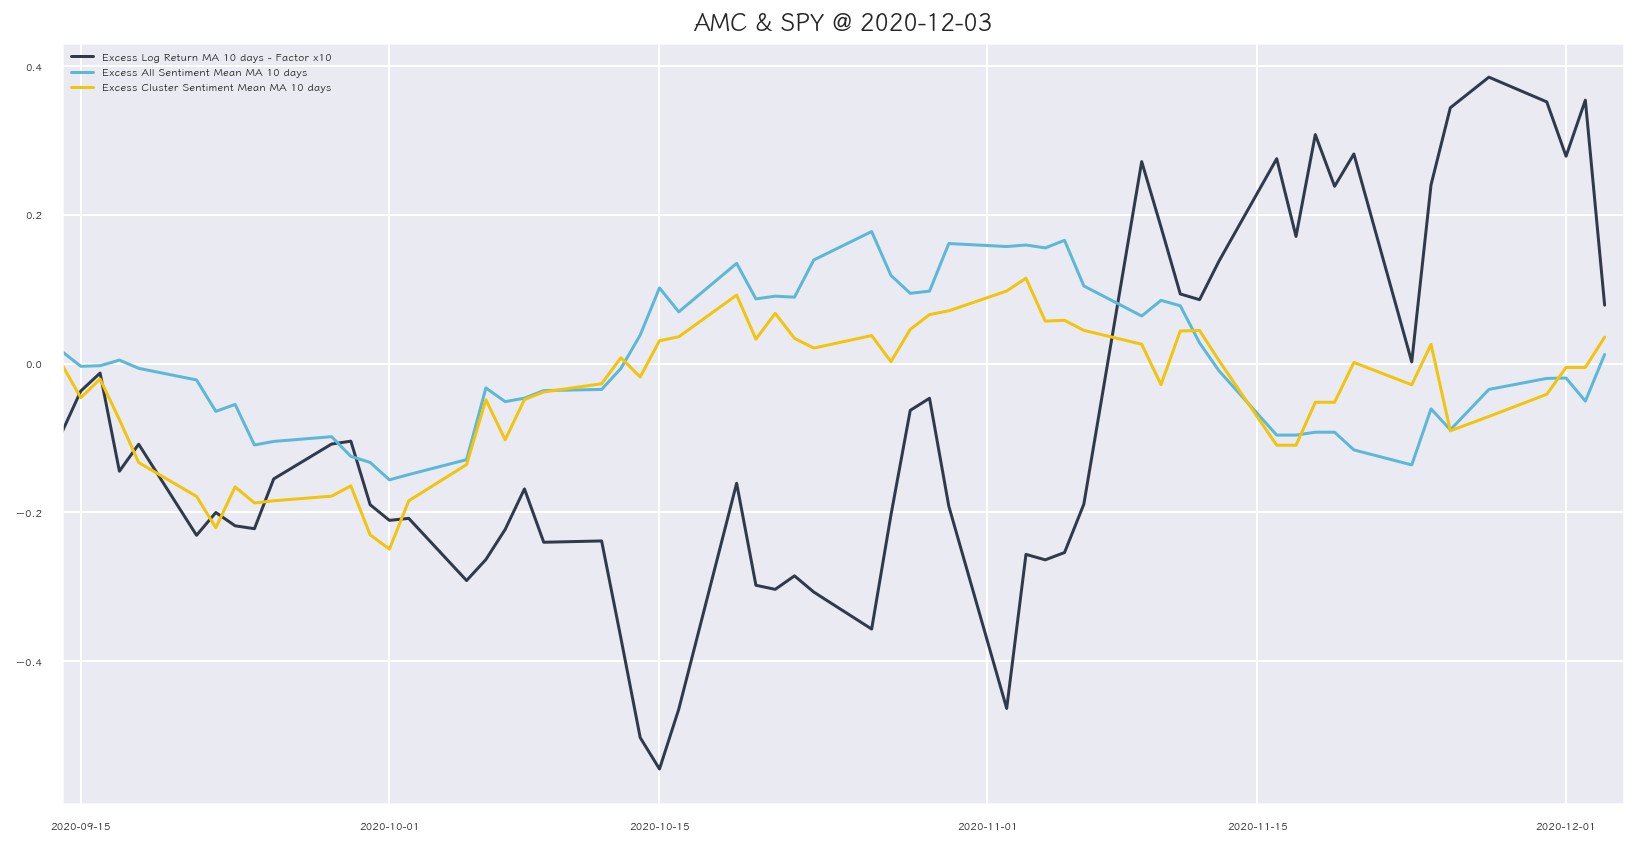 AMC & SPY @ 2020-12-03
Excess Log Return MA 10 days - Factor x10
Excess All Sentiment Mean MA 10 days
Excess Cluster Sentiment Mean MA 10 days
0.4
0.2
0.0
−0.2
−0.4
2020-09-15 2020-10-01 2020-10-15 2020-11-01 2020-11-15 2020-12-01